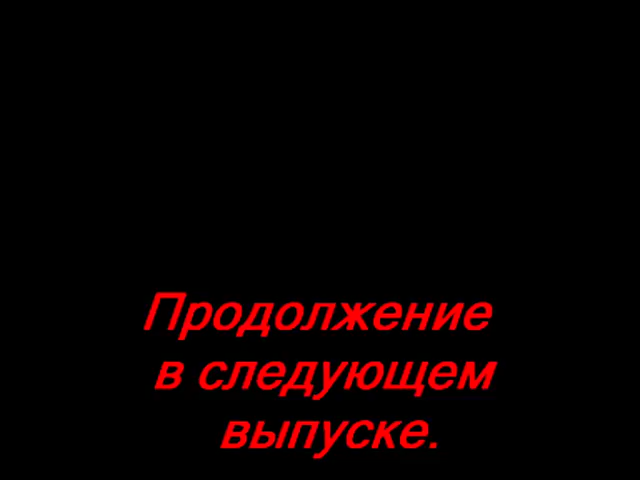 Продолжение
в следующем
выпуске.